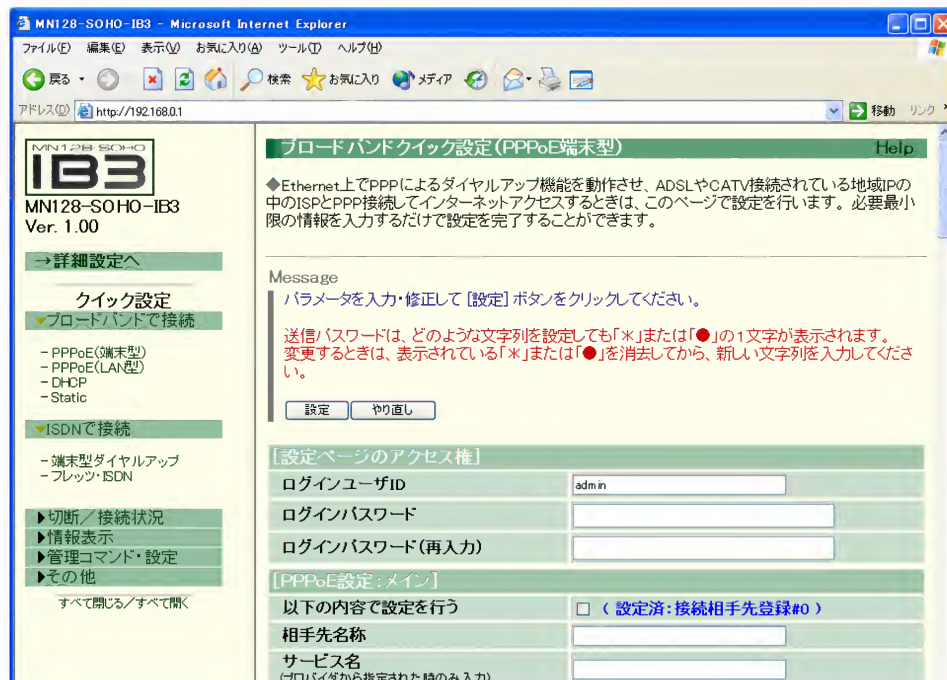 MN128-SOHO-IB3 - Microsoft Internet Explorer
ファイル(F) 編集(E) 表示(V) お気に入り(A) ツール(T) ヘルプ(H)
戻る 検索 お気に入り メディア
アドレス(D) http://192.168.0.1 移動 リンク
MN128-SOHO
IB3
MN128-SOHO-IB3
Ver. 1.00
→詳細設定へ
クイック設定
ブロードバンドで接続
- PPPoE(端末型)
- PPPoE(LAN型)
- DHCP
- Static
ISDNで接続
- 端末型ダイヤルアップ
- フレッツ・ISDN
▶切断/接続状況
▶情報表示
▶管理コマンド・設定
▶その他
すべて閉じる/すべて開く
ブロードバンドクイック設定(PPPoE端末型) Help
◆Ethernet上でPPPによるダイヤルアップ機能を動作させ、ADSLやCATV接続されている地域IPの
中のISPとPPP接続してインターネットアクセスするときは、このページで設定を行います。必要最小
限の情報を入力するだけで設定を完了することができます。
Message
パラメータを入力・修正して [設定] ボタンをクリックしてください。
送信パスワードは、どのような文字列を設定しても「*」または「●」の1文字が表示されます。
変更するときは、表示されている「*」または「●」を消去してから、新しい文字列を入力してくださ
い。
設定 やり直し
[設定ページのアクセス権]
ログインユーザID admin
ログインパスワード
ログインパスワード(再入力)
[PPPoE設定:メイン]
以下の内容で設定を行う □ ( 設定済:接続相手先登録#0 )
相手先名称
サービス名
(プロバイダから指定された時のみ入力)